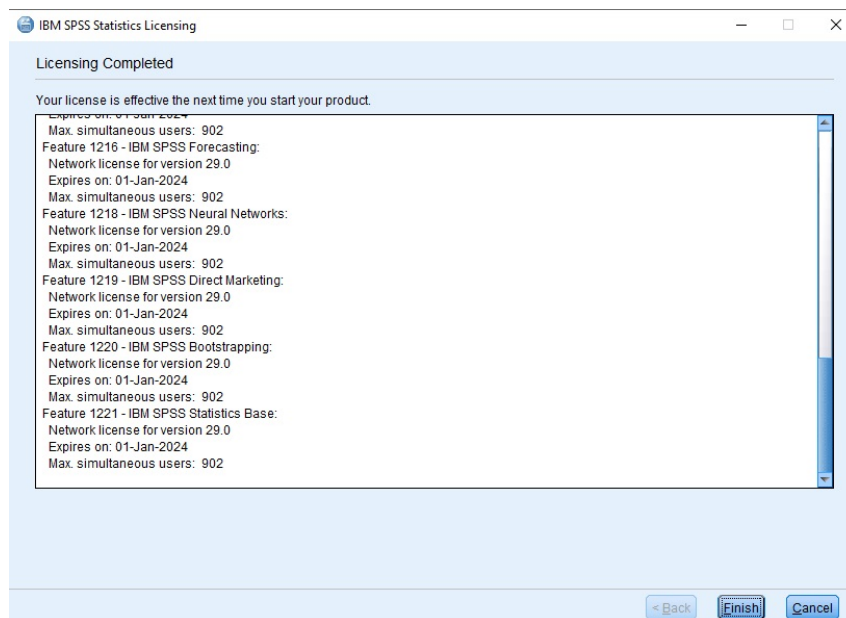 IBM SPSS Statistics Licensing
Licensing Completed
Your license is effective the next time you start your product.
Expires on: 01-Jan-2024
Max. simultaneous users: 902
Feature 1216 - IBM SPSS Forecasting:
Network license for version 29.0
Expires on: 01-Jan-2024
Max. simultaneous users: 902
Feature 1218 - IBM SPSS Neural Networks:
Network license for version 29.0
Expires on: 01-Jan-2024
Max. simultaneous users: 902
Feature 1219 - IBM SPSS Direct Marketing:
Network license for version 29.0
Expires on: 01-Jan-2024
Max. simultaneous users: 902
Feature 1220 - IBM SPSS Bootstrapping:
Network license for version 29.0
Expires on: 01-Jan-2024
Max. simultaneous users: 902
Feature 1221 - IBM SPSS Statistics Base:
Network license for version 29.0
Expires on: 01-Jan-2024
Max. simultaneous users: 902
< Back Finish Cancel